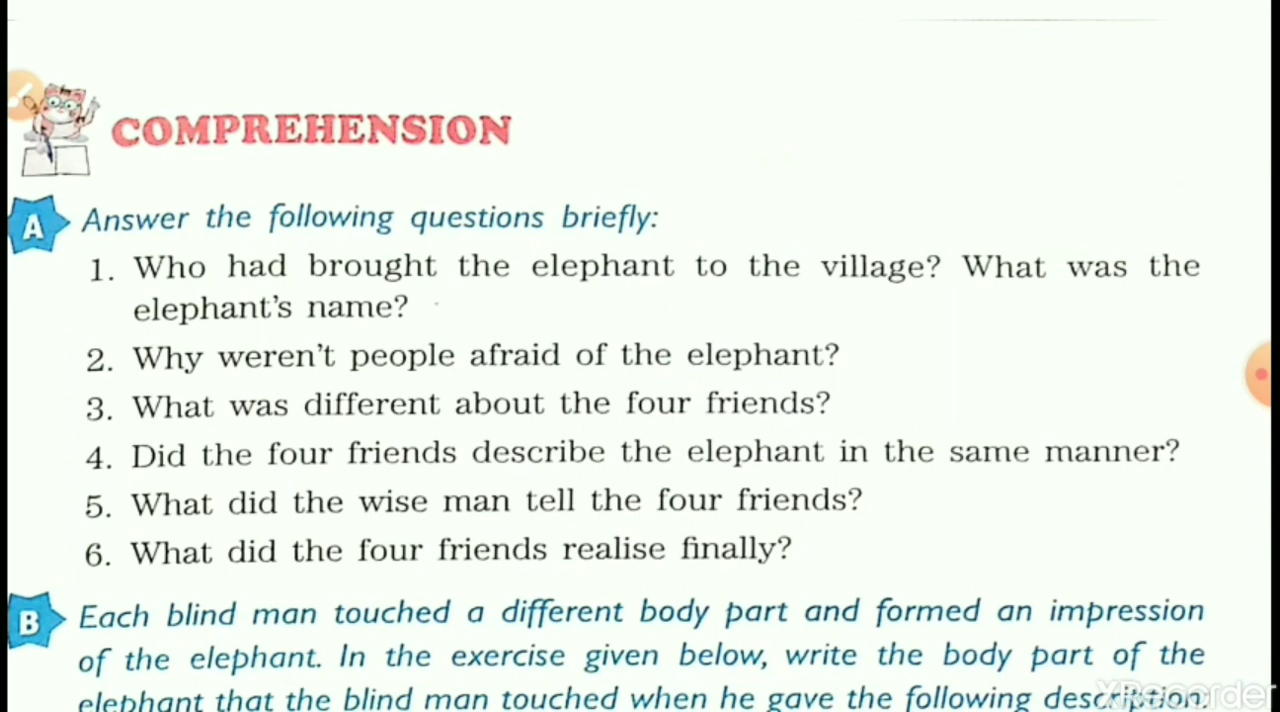 COMPREHENSION
A Answer the following questions briefly:
1. Who had brought the elephant to the village? What was the
elephant's name?
2. Why weren't people afraid of the elephant?
3. What was different about the four friends?
4. Did the four friends describe the elephant in the same manner?
5. What did the wise man tell the four friends?
6. What did the four friends realise finally?
B Each blind man touched a different body part and formed an impression
of the elephant. In the exercise given below, write the body part of the
elephant that the blind man touched when he gave the following description.
XRecorder